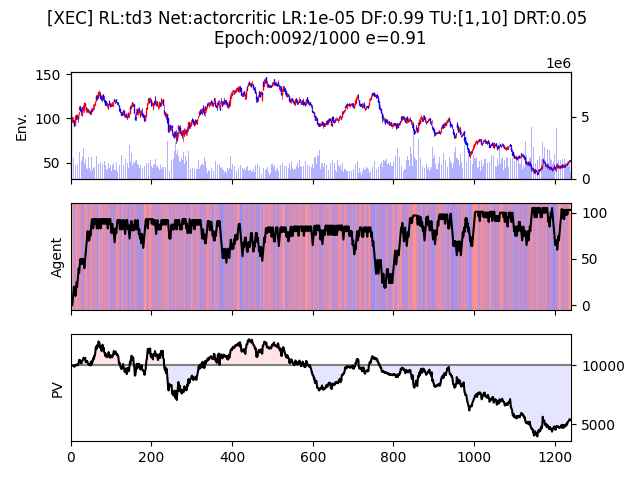 [XEC] RL:td3 Net:actorcritic LR:1e-05 DF:0.99 TU:[1,10] DRT:0.05
Epoch:0092/1000 e=0.91
1e6
150
100
50
Env.
5
0
Agent
100
50
0
PV
10000
5000
0 200 400 600 800 1000 1200